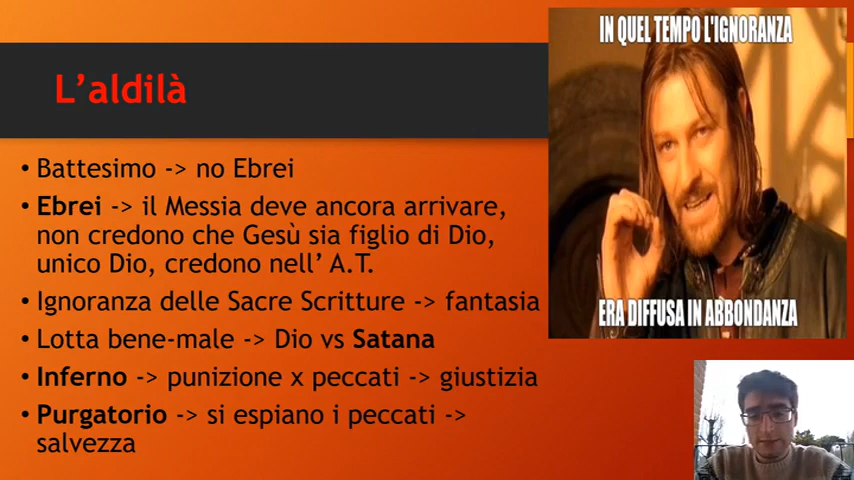 L'aldilà
• Battesimo -> no Ebrei
• Ebrei -> il Messia deve ancora arrivare,
non credono che Gesù sia figlio di Dio,
unico Dio, credono nell' A.T.
• Ignoranza delle Sacre Scritture -> fantasia
• Lotta bene-male -> Dio vs Satana
• Inferno -> punizione x peccati -> giustizia
• Purgatorio -> si espiano i peccati ->
salvezza
IN QUEL TEMPO L'IGNORANZA
ERA DIFFUSA IN ABBONDANZA